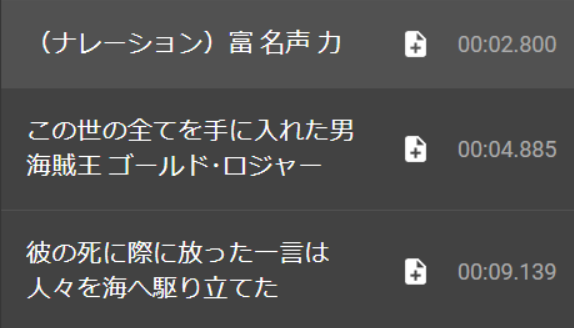 （ナレーション）富 名声 力
00:02.800
この世の全てを手に入れた男
海賊王 ゴールド･ロジャー
00:04.885
彼の死に際に放った一言は
人々を海へ駆り立てた
00:09.139